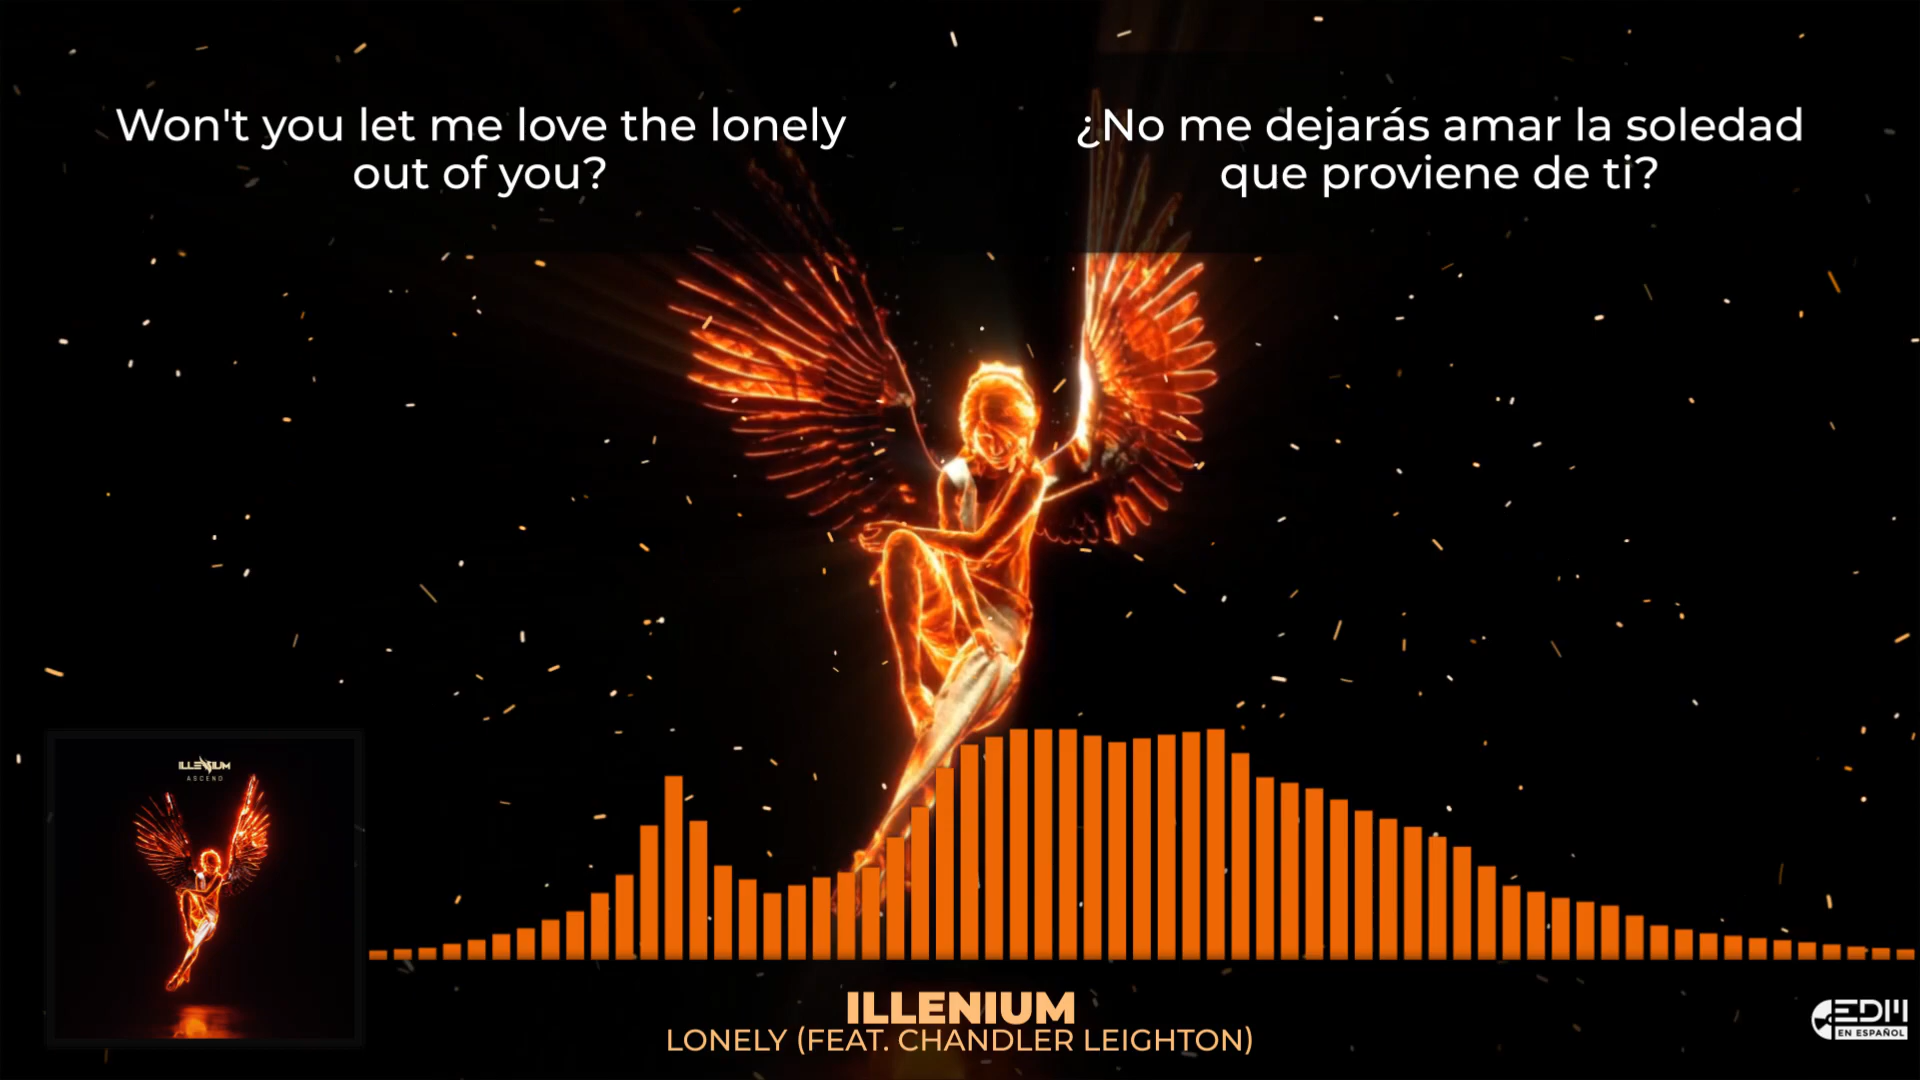 Won't you let me love the lonely
out of you?
¿No me dejarás amar la soledad
que proviene de ti?
ILLENIUM
ASCEND
ILLENIUM
LONELY (FEAT. CHANDLER LEIGHTON)
EDM
EN ESPAÑOL